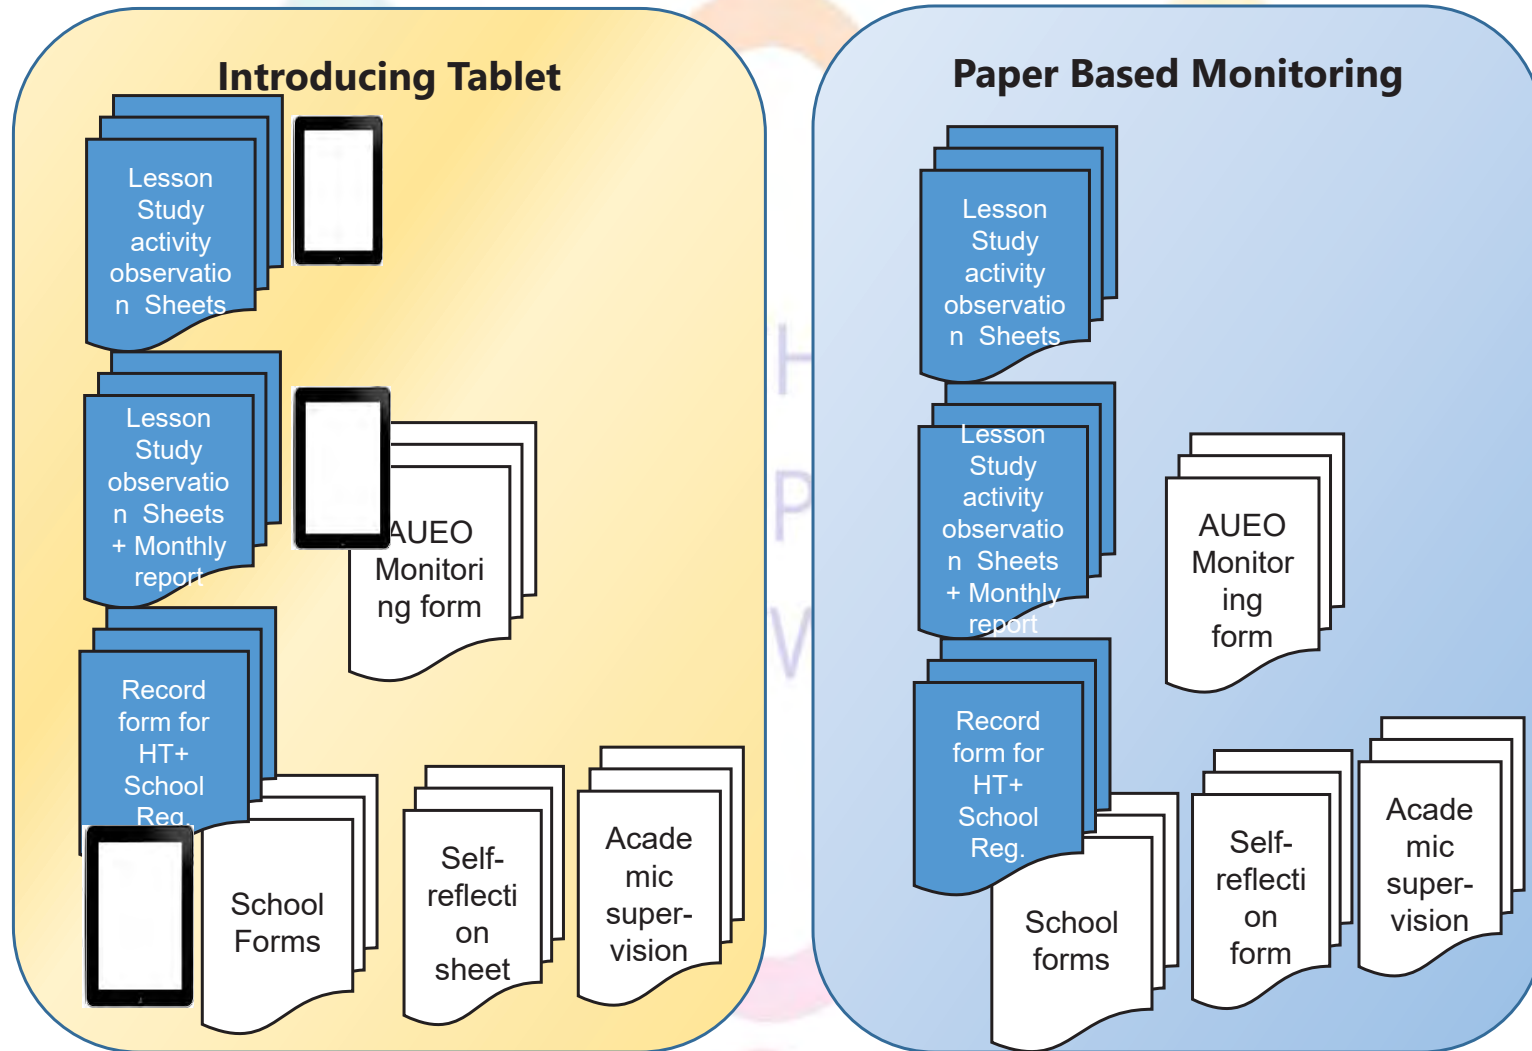 Introducing Tablet
Lesson
Study
activity
observatio
n Sheets
Lesson
Study
observatio
n Sheets
+ Monthly
report
AUEO
Monitori
ng form
Record
form for
HT+
School
Reg.
School
Forms
Self-
reflecti
on
sheet
Acade
mic
super-
vision
H
P
W
Paper Based Monitoring
Lesson
Study
activity
observatio
n Sheets
Lesson
Study
activity
observatio
n Sheets
+ Monthly
report
AUEO
Monitor
ing
form
Record
form for
HT+
School
Reg.
School
forms
Self-
reflecti
on
form
Acade
mic
super-
vision